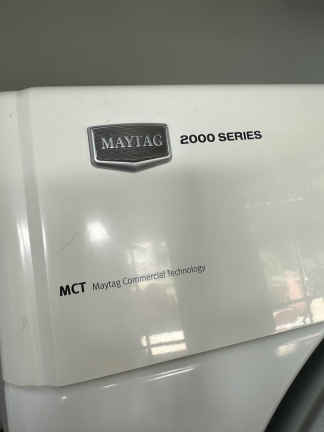 MAYTAG 2000 SERIES
MCT Maytag Commercial Technology